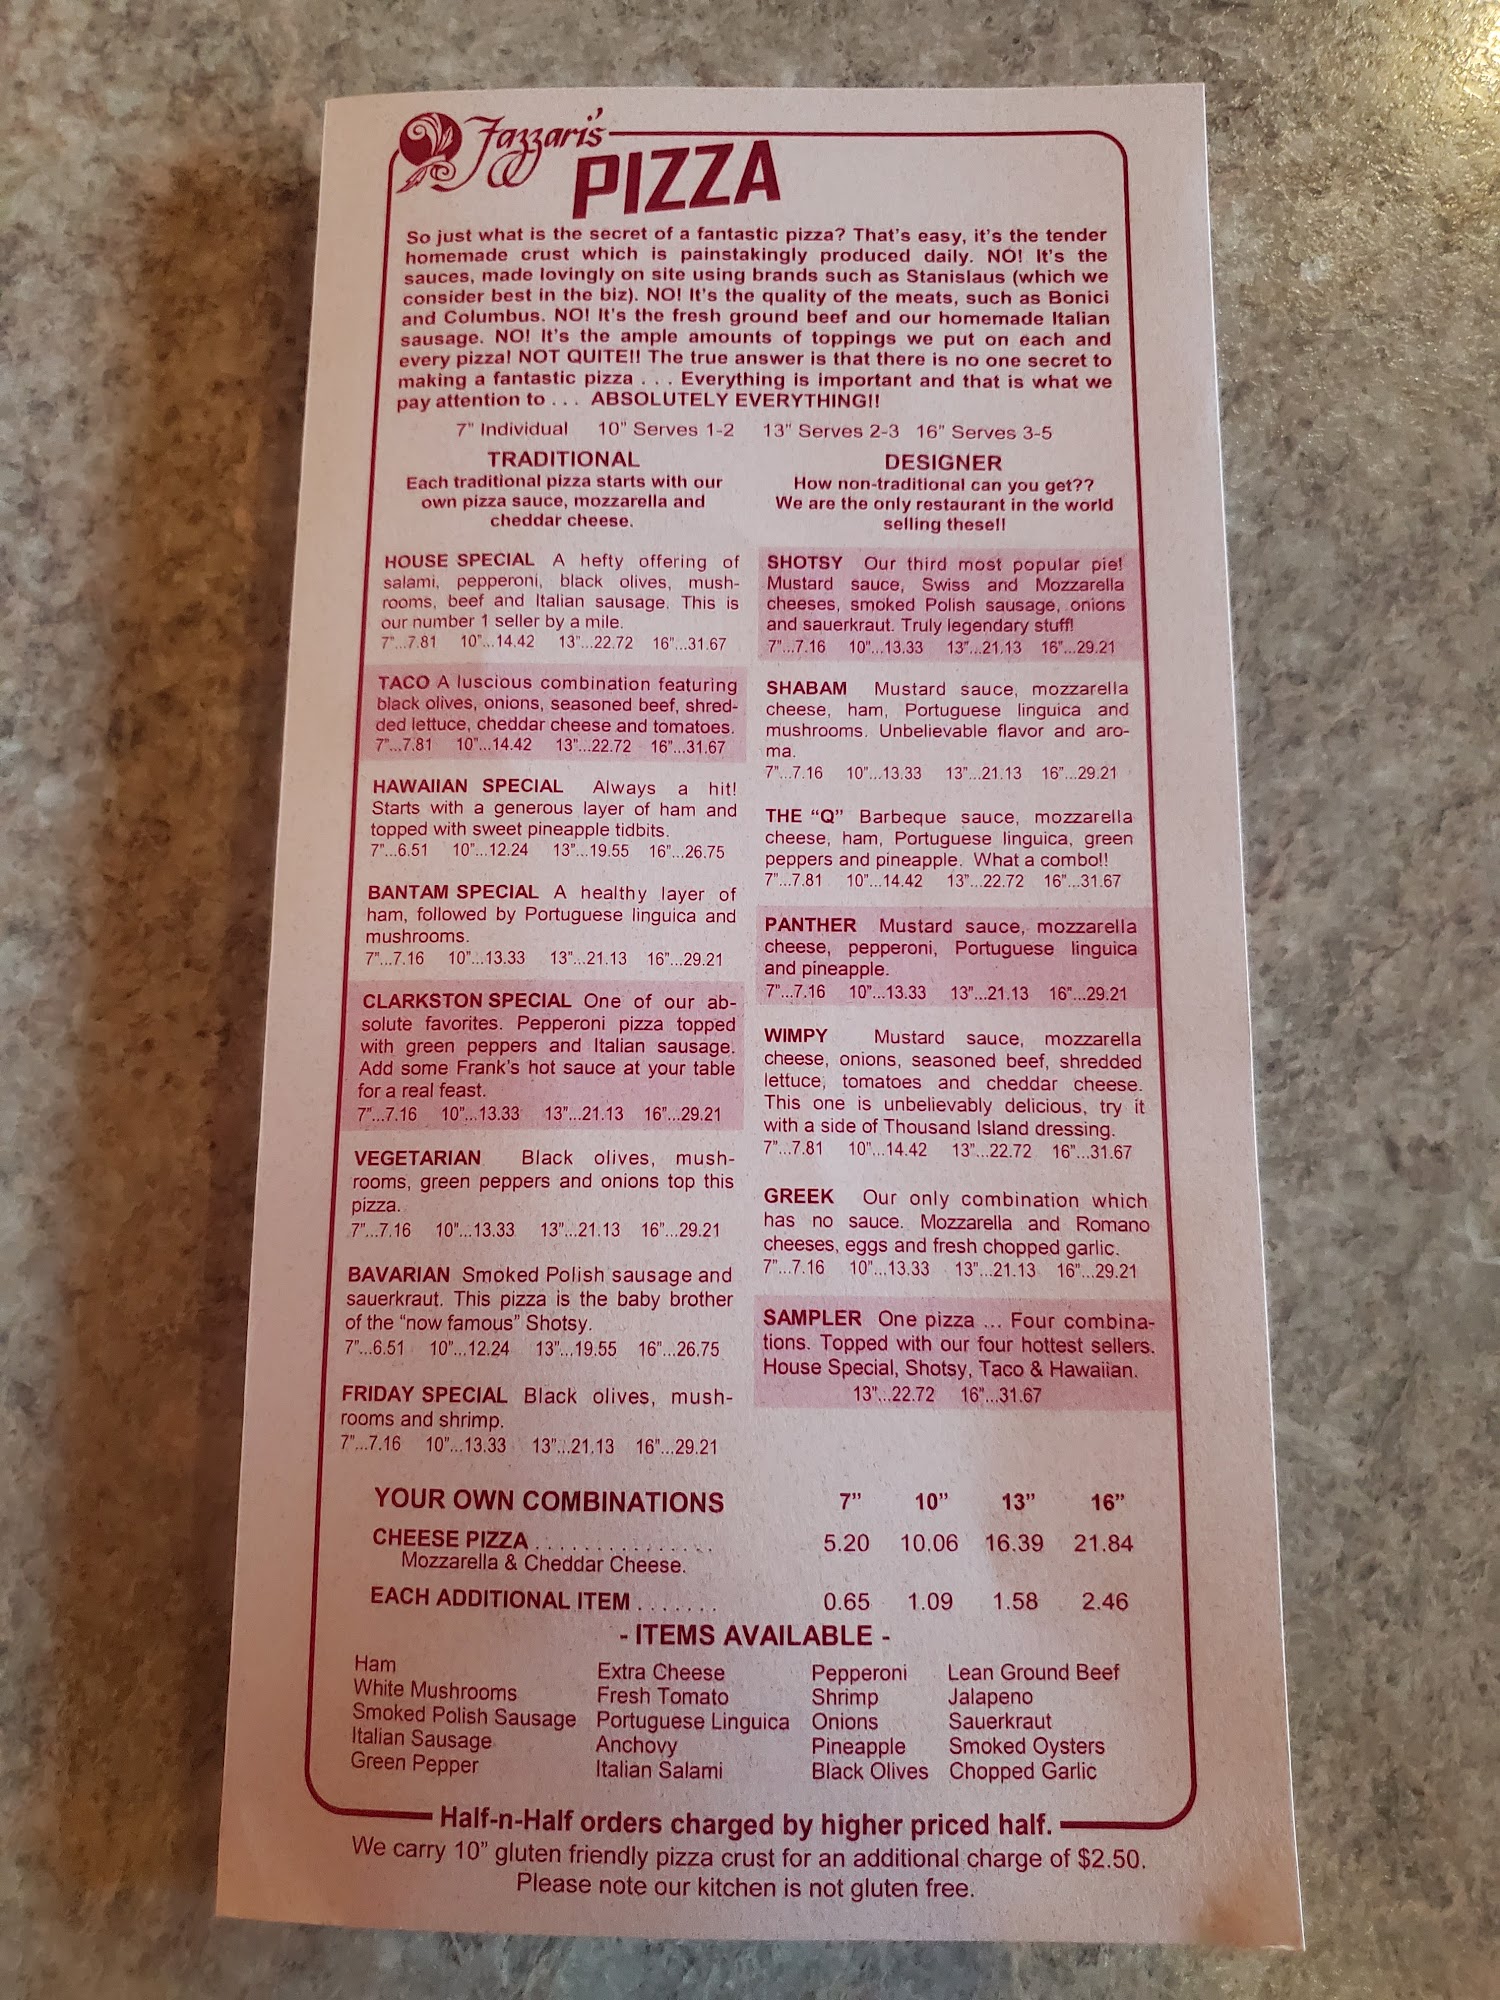 Fazzari's
PIZZA
So just what is the secret of a fantastic pizza? That's easy, it's the tender
homemade crust which is painstakingly produced daily. NO! It's the
sauces, made lovingly on site using brands such as Stanislaus (which we
consider best in the biz). NO! It's the quality of the meats, such as Bonici
and Columbus. NO! It's the fresh ground beef and our homemade Italian
sausage. NO! It's the ample amounts of toppings we put on each and
every pizza! NOT QUITE!! The true answer is that there is no one secret to
making a fantastic pizza . . . Everything is important and that is what we
pay attention to . . . ABSOLUTELY EVERYTHING!!
7" Individual 10" Serves 1-2 13" Serves 2-3 16" Serves 3-5
TRADITIONAL
Each traditional pizza starts with our
own pizza sauce, mozzarella and
cheddar cheese.
HOUSE SPECIAL A hefty offering of
salami, pepperoni, black olives, mush-
rooms, beef and Italian sausage. This is
our number 1 seller by a mile.
7"...7.81 10"...14.42 13"...22.72 16"...31.67
TACO A luscious combination featuring
black olives, onions, seasoned beef, shred-
ded lettuce, cheddar cheese and tomatoes.
7"...7.81 10"...14.42 13"...22.72 16"...31.67
HAWAIIAN SPECIAL Always a hit!
Starts with a generous layer of ham and
topped with sweet pineapple tidbits.
7"...6.51 10"...12.24 13"...19.55 16"...26.75
BANTAM SPECIAL A healthy layer of
ham, followed by Portuguese linguica and
mushrooms.
7"...7.16 10"...13.33 13"...21.13 16"...29.21
CLARKSTON SPECIAL One of our ab-
solute favorites. Pepperoni pizza topped
with green peppers and Italian sausage.
Add some Frank's hot sauce at your table
for a real feast.
7"...7.16 10"...13.33 13"...21.13 16"...29.21
VEGETARIAN Black olives, mush-
rooms, green peppers and onions top this
pizza.
7"...7.16 10"...13.33 13"...21.13 16"...29.21
BAVARIAN Smoked Polish sausage and
sauerkraut. This pizza is the baby brother
of the "now famous" Shotsy.
7"...6.51 10"...12.24 13"...19.55 16"...26.75
FRIDAY SPECIAL Black olives, mush-
rooms and shrimp.
7"...7.16 10"...13.33 13"...21.13 16"...29.21
DESIGNER
How non-traditional can you get??
We are the only restaurant in the world
selling these!!
SHOTSY Our third most popular pie!
Mustard sauce, Swiss and Mozzarella
cheeses, smoked Polish sausage, onions
and sauerkraut. Truly legendary stuff!
7"...7.16 10"...13.33 13"...21.13 16"...29.21
SHABAM Mustard sauce, mozzarella
cheese, ham, Portuguese linguica and
mushrooms. Unbelievable flavor and aro-
ma.
7"...7.16 10"...13.33 13"...21.13 16"...29.21
THE "Q" Barbeque sauce, mozzarella
cheese, ham, Portuguese linguica, green
peppers and pineapple. What a combo!!
7"...7.81 10"...14.42 13"...22.72 16"...31.67
PANTHER Mustard sauce, mozzarella
cheese, pepperoni, Portuguese linguica
and pineapple.
7"...7.16 10"...13.33 13"...21.13 16"...29.21
WIMPY Mustard sauce, mozzarella
cheese, onions, seasoned beef, shredded
lettuce, tomatoes and cheddar cheese.
This one is unbelievably delicious, try it
with a side of Thousand Island dressing.
7"...7.81 10"...14.42 13"...22.72 16"...31.67
GREEK Our only combination which
has no sauce. Mozzarella and Romano
cheeses, eggs and fresh chopped garlic.
7"...7.16 10"...13.33 13"...21.13 16"...29.21
SAMPLER One pizza ... Four combina-
tions. Topped with our four hottest sellers.
House Special, Shotsy, Taco & Hawaiian.
13"...22.72 16"...31.67
YOUR OWN COMBINATIONS 7" 10" 13" 16"
CHEESE PIZZA . . . . . . . . . . . . . . . 5.20 10.06 16.39 21.84
Mozzarella & Cheddar Cheese.
EACH ADDITIONAL ITEM . . . . . . . 0.65 1.09 1.58 2.46
- ITEMS AVAILABLE -
Ham Extra Cheese Pepperoni Lean Ground Beef
White Mushrooms Fresh Tomato Shrimp Jalapeno
Smoked Polish Sausage Portuguese Linguica Onions Sauerkraut
Italian Sausage Anchovy Pineapple Smoked Oysters
Green Pepper Italian Salami Black Olives Chopped Garlic
Half-n-Half orders charged by higher priced half.
We carry 10" gluten friendly pizza crust for an additional charge of $2.50.
Please note our kitchen is not gluten free.